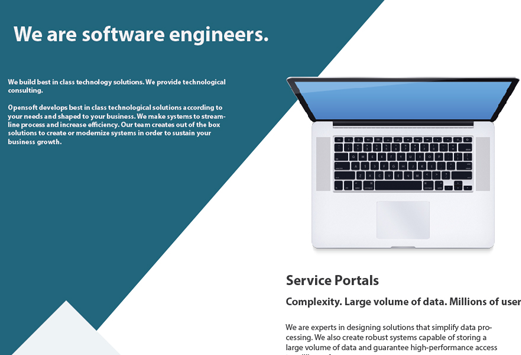 We are software engineers.
We build best in class technology solutions. We provide technological
consulting.
Opensoft develops best in class technological solutions according to
your needs and shaped to your business. We make systems to stream-
line process and increase efficiency. Our team creates out of the box
solutions to create or modernize systems in order to sustain your
business growth.
Service Portals
Complexity. Large volume of data. Millions of user
We are experts in designing solutions that simplify data pro-
cessing. We also create robust systems capable of storing a
large volume of data and guarantee high-performance access